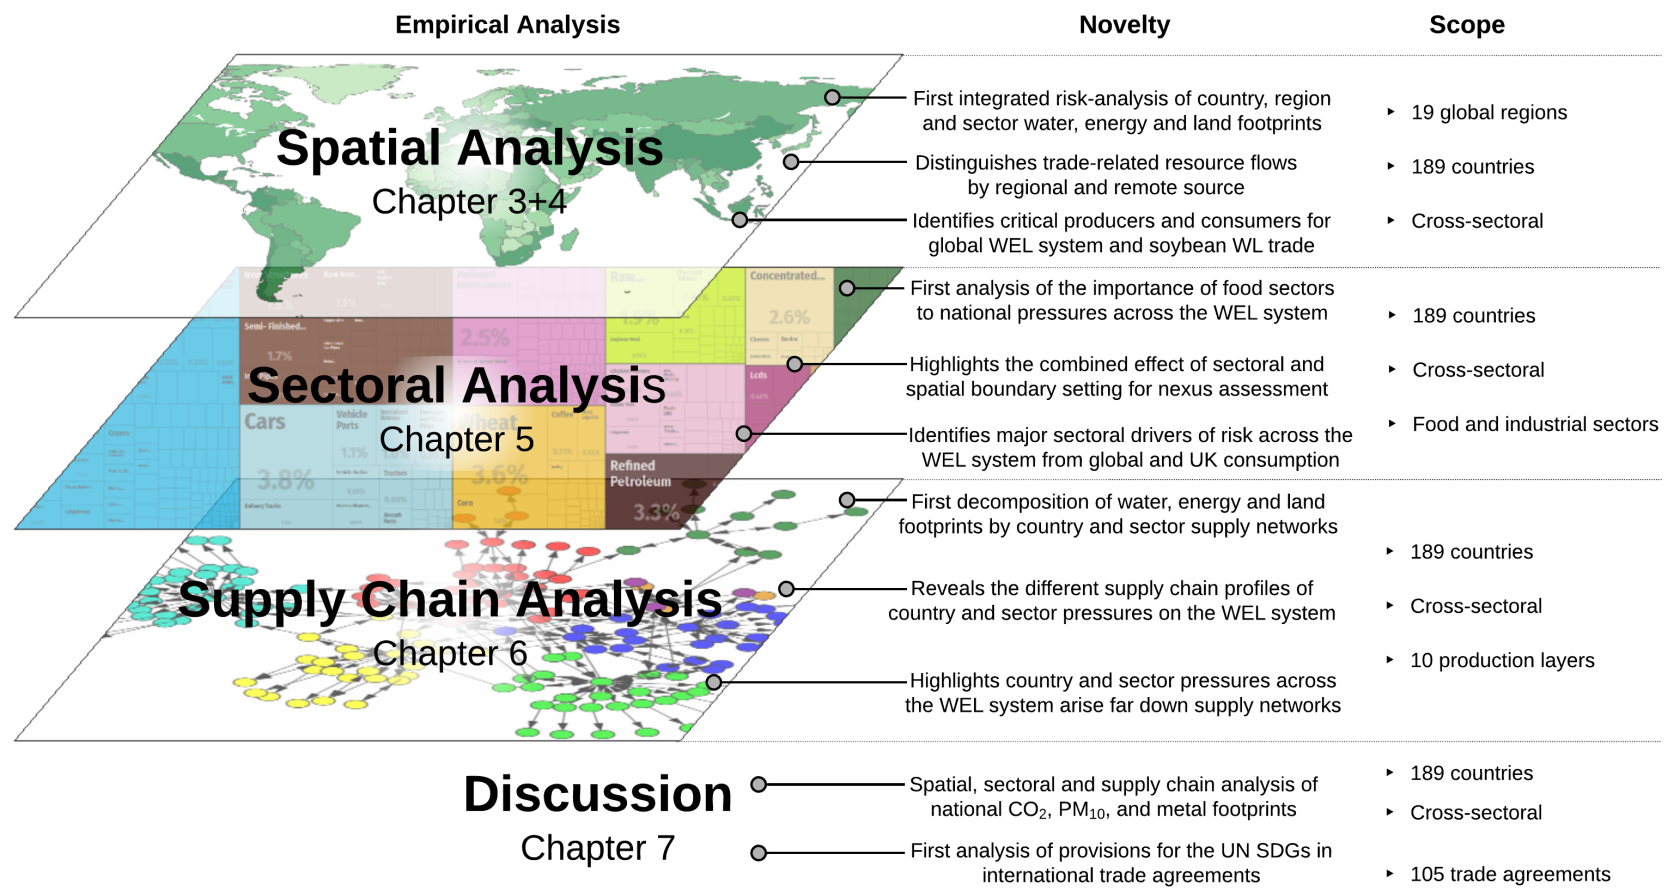 Empirical Analysis
Novelty
Scope
Spatial Analysis
Chapter 3+4
First integrated risk-analysis of country, region
and sector water, energy and land footprints
Distinguishes trade-related resource flows
by regional and remote source
Identifies critical producers and consumers for
global WEL system and soybean WL trade
‣ 19 global regions
‣ 189 countries
‣ Cross-sectoral
Raw...
Concentrated...
1.9%
2.6%
Semi- Finished...
1.7%
2.5%
Cheese
Lcds
Sectoral Analysis
Chapter 5
Cars
3.8%
Vehicle
Parts
1.1%
Tractors
Delivery Trucks
Aircraft
Parts
Wheat
3.6%
Coffee
Corn
Refined
Petroleum
3.3%
First analysis of the importance of food sectors
to national pressures across the WEL system
Highlights the combined effect of sectoral and
spatial boundary setting for nexus assessment
Identifies major sectoral drivers of risk across the
WEL system from global and UK consumption
‣ 189 countries
‣ Cross-sectoral
‣ Food and industrial sectors
Supply Chain Analysis
Chapter 6
First decomposition of water, energy and land
footprints by country and sector supply networks
Reveals the different supply chain profiles of
country and sector pressures on the WEL system
Highlights country and sector pressures across
the WEL system arise far down supply networks
‣ 189 countries
‣ Cross-sectoral
‣ 10 production layers
Discussion
Chapter 7
Spatial, sectoral and supply chain analysis of
national CO₂, PM₁₀, and metal footprints
First analysis of provisions for the UN SDGs in
international trade agreements
‣ 189 countries
‣ Cross-sectoral
‣ 105 trade agreements